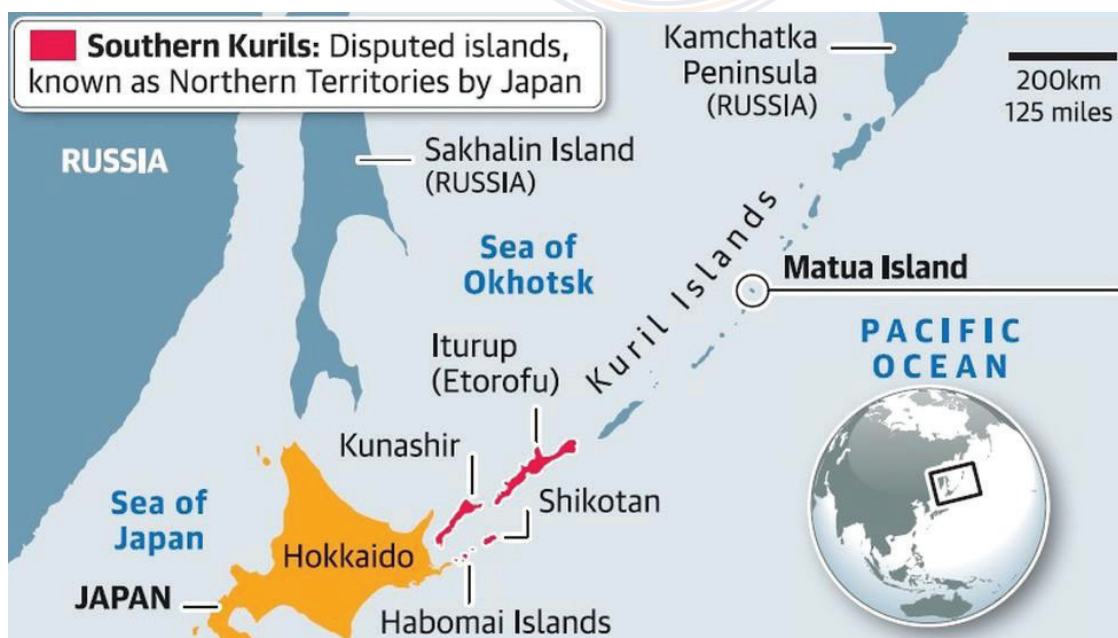 Southern Kurils: Disputed islands,
known as Northern Territories by Japan
Kamchatka
Peninsula
(RUSSIA)
200km
125 miles
RUSSIA
Sakhalin Island
(RUSSIA)
Sea of
Okhotsk
Kuril Islands
Matua Island
PACIFIC
OCEAN
Iturup
(Etorofu)
Kunashir
Shikotan
Sea of
Japan
Hokkaido
JAPAN
Habomai Islands